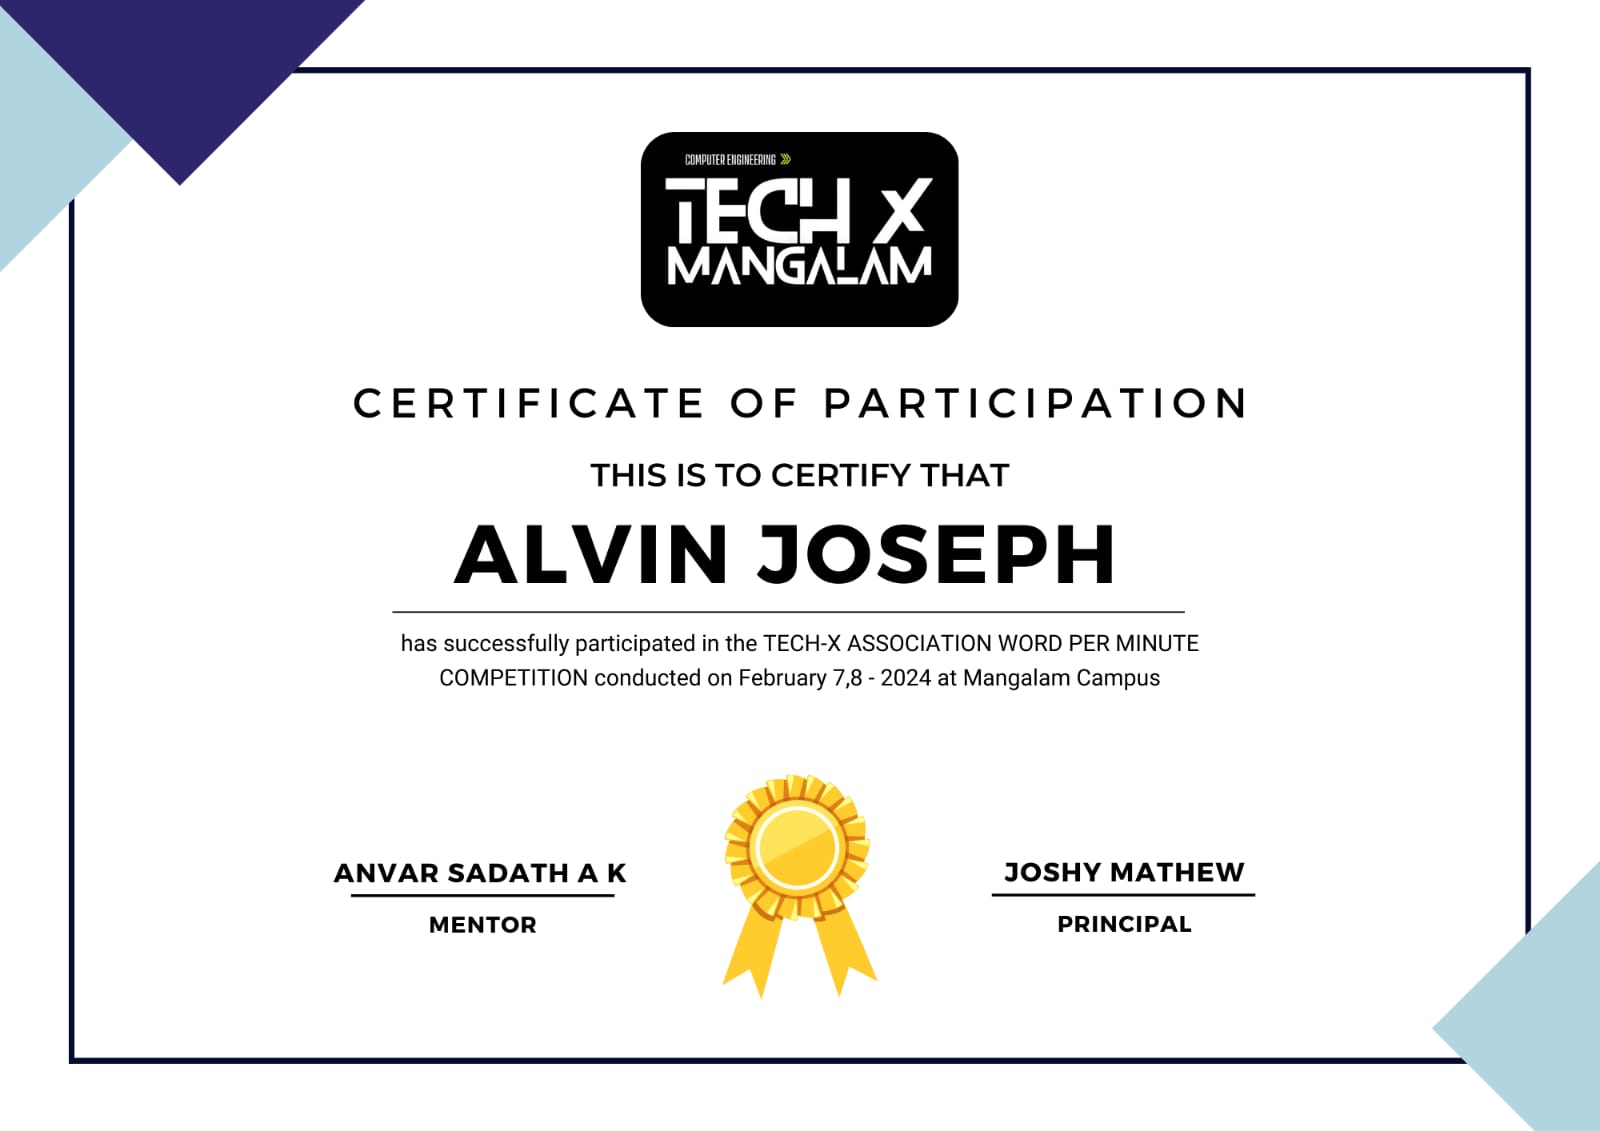 COMPUTER ENGINEERING
TECH X
MANGALAM
CERTIFICATE OF PARTICIPATION
THIS IS TO CERTIFY THAT
ALVIN JOSEPH
has successfully participated in the TECH-X ASSOCIATION WORD PER MINUTE
COMPETITION conducted on February 7,8 - 2024 at Mangalam Campus
ANVAR SADATH A K
MENTOR
JOSHY MATHEW
PRINCIPAL